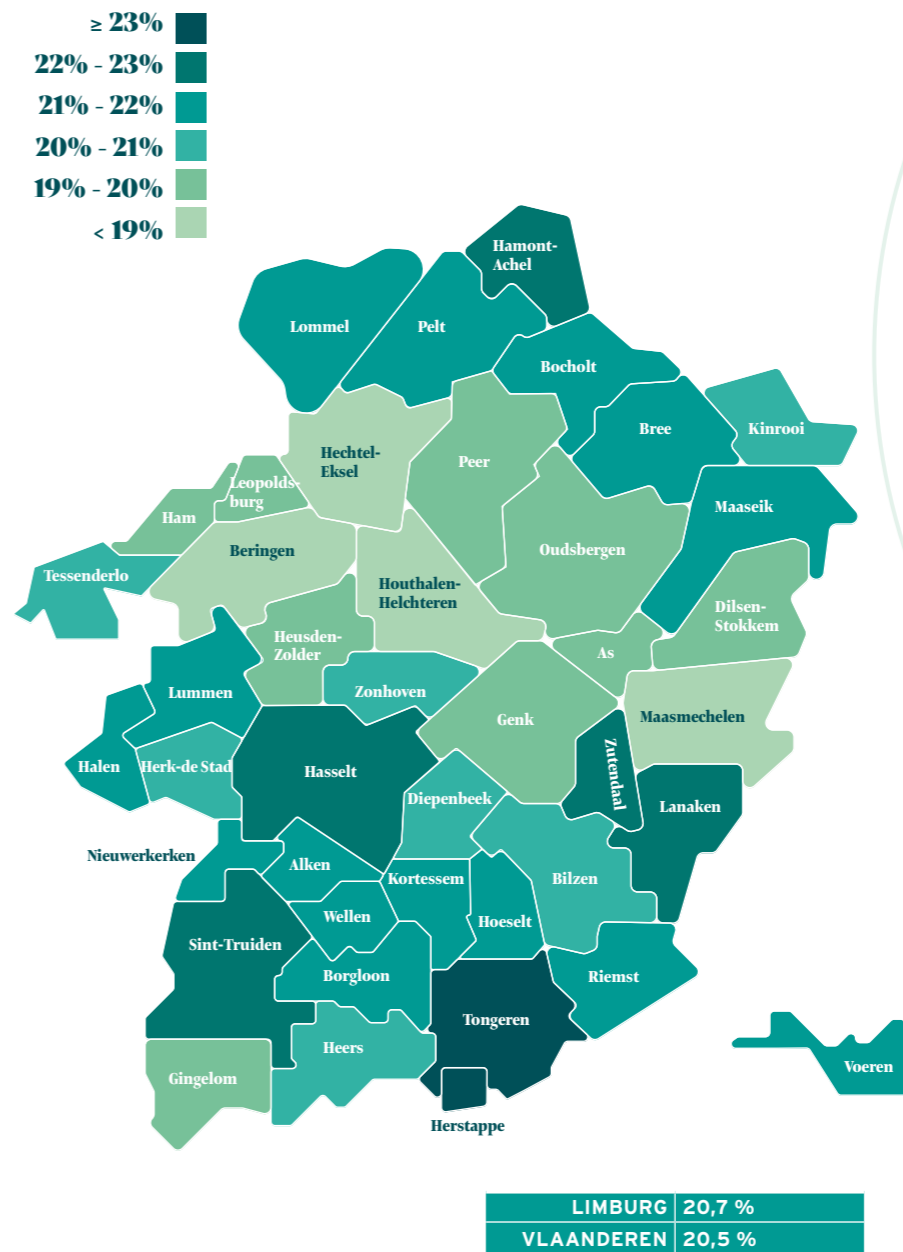 ≥ 23%
22% - 23%
21% - 22%
20% - 21%
19% - 20%
< 19%
Hamont-
Achel
Lommel
Pelt
Bocholt
Bree
Kinrooi
Hechtel-
Eksel
Peer
Leopolds-
burg
Maaseik
Ham
Beringen
Oudsbergen
Tessenderlo
Houthalen-
Helchteren
Dilsen-
Stokkem
Heusden-
Zolder
As
Lummen
Zonhoven
Genk
Maasmechelen
Halen
Herk-de Stad
Hasselt
Zutendaal
Diepenbeek
Lanaken
Nieuwerkerken
Alken
Kortessem
Bilzen
Wellen
Hoeselt
Sint-Truiden
Borgloon
Riemst
Tongeren
Heers
Voeren
Gingelom
Herstappe
LIMBURG 20,7 %
VLAANDEREN 20,5 %